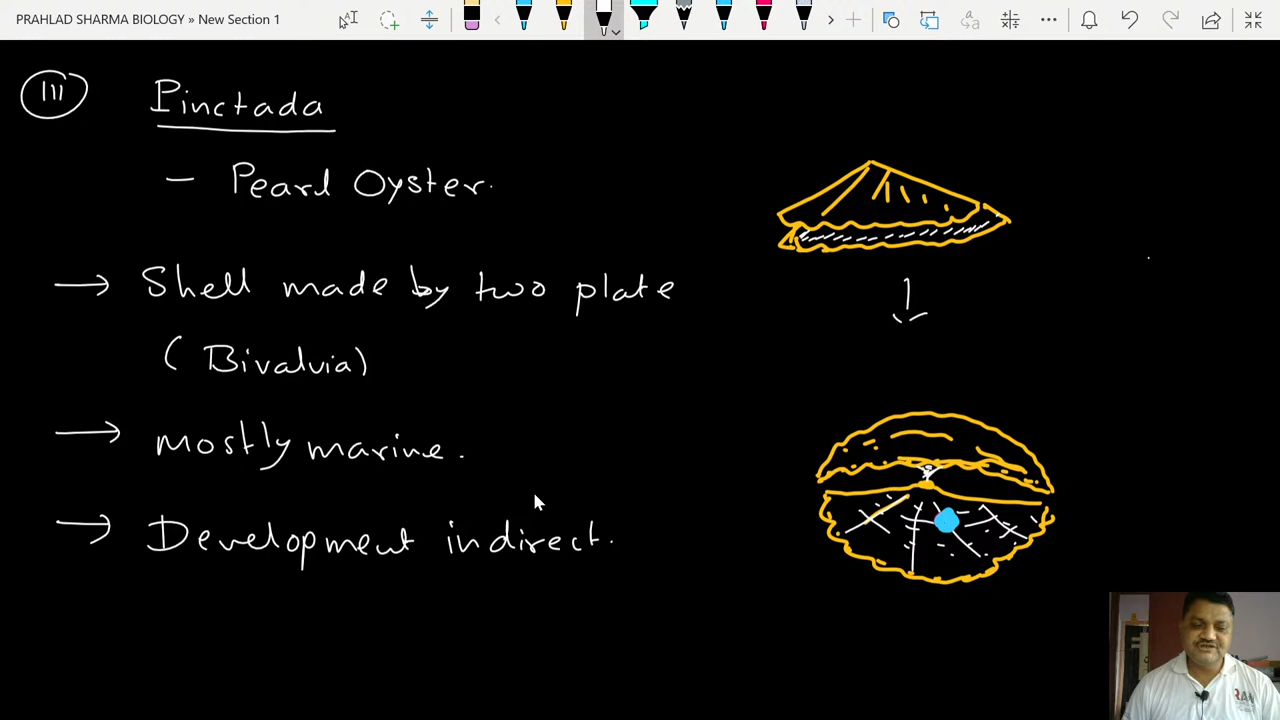 PRAHLAD SHARMA BIOLOGY » New Section 1
III Pinctada
- Pearl Oyster.
→ Shell made by two plate
(Bivalvia)
→ mostly marine.
→ Development indirect.